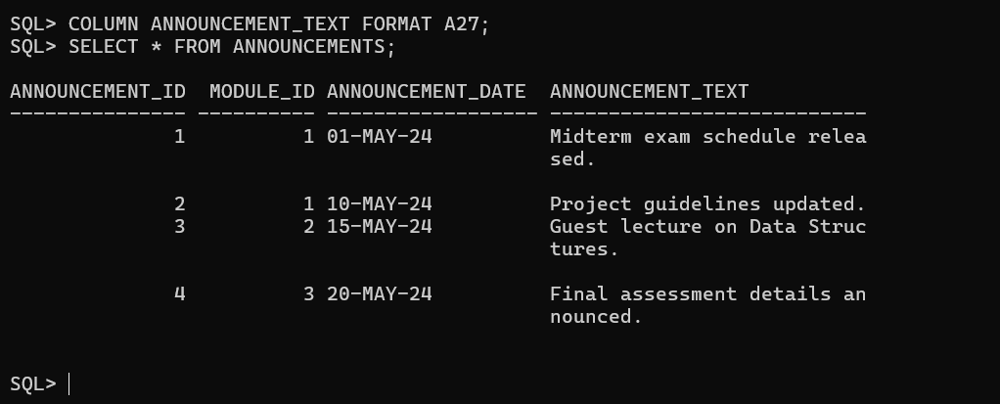 SQL> COLUMN ANNOUNCEMENT_TEXT FORMAT A27;
SQL> SELECT * FROM ANNOUNCEMENTS;

ANNOUNCEMENT_ID  MODULE_ID ANNOUNCEMENT_DATE  ANNOUNCEMENT_TEXT
--------------- ---------- ------------------ ---------------------------
              1          1 01-MAY-24          Midterm exam schedule relea
                                              sed.

              2          1 10-MAY-24          Project guidelines updated.
              3          2 15-MAY-24          Guest lecture on Data Struc
                                              tures.

              4          3 20-MAY-24          Final assessment details an
                                              nounced.

SQL>